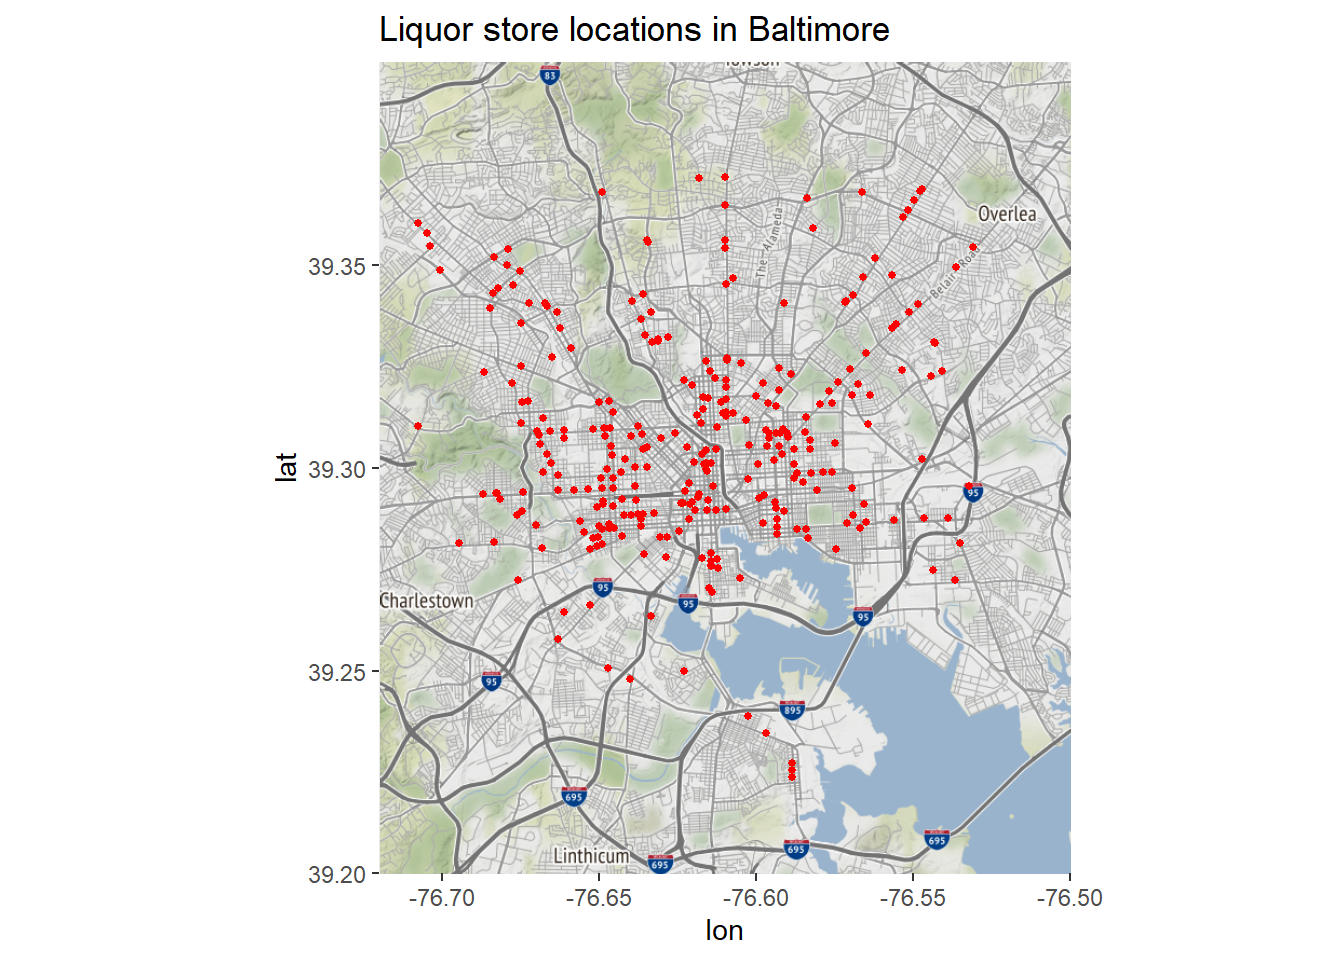 Liquor store locations in Baltimore
Towson
83
Overlea
The Alameda
Belair Road
39.35
lat
39.30
95
Charlestown
95
95
95
39.25
95
895
695
Linthicum
695
695
695
39.20
-76.70
-76.65
-76.60
-76.55
-76.50
lon